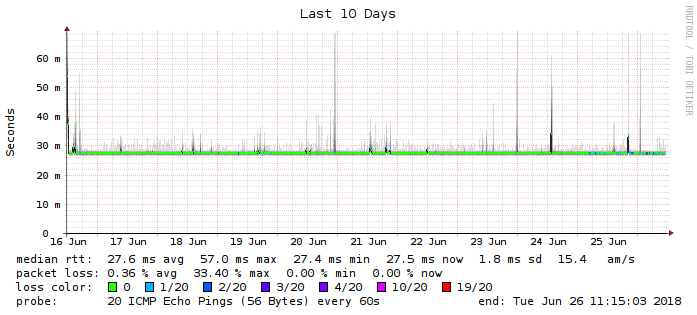 Last 10 Days
RRDTOOL / TOBI OETIKER
Seconds
60 m
50 m
40 m
30 m
20 m
10 m
0
16 Jun 17 Jun 18 Jun 19 Jun 20 Jun 21 Jun 22 Jun 23 Jun 24 Jun 25 Jun
median rtt: 27.6 ms avg 57.0 ms max 27.4 ms min 27.5 ms now 1.8 ms sd 15.4 am/s
packet loss: 0.36 % avg 33.40 % max 0.00 % min 0.00 % now
loss color: 0 1/20 2/20 3/20 4/20 10/20 19/20
probe: 20 ICMP Echo Pings (56 Bytes) every 60s end: Tue Jun 26 11:15:03 2018